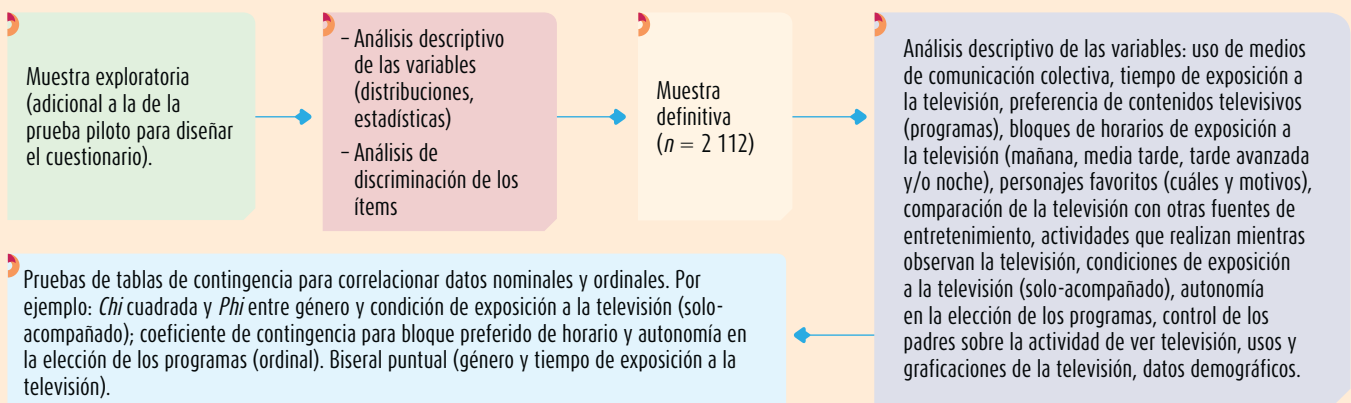 Muestra exploratoria
(adicional a la de la
prueba piloto para diseñar
el cuestionario).
– Análisis descriptivo
de las variables
(distribuciones,
estadísticas)
– Análisis de
discriminación de los
ítems
Muestra
definitiva
(n = 2 112)
Análisis descriptivo de las variables: uso de medios
de comunicación colectiva, tiempo de exposición a
la televisión, preferencia de contenidos televisivos
(programas), bloques de horarios de exposición a
la televisión (mañana, media tarde, tarde avanzada
y/o noche), personajes favoritos (cuáles y motivos),
comparación de la televisión con otras fuentes de
entretenimiento, actividades que realizan mientras
observan la televisión, condiciones de exposición
a la televisión (solo-acompañado), autonomía
en la elección de los programas, control de los
padres sobre la actividad de ver televisión, usos y
graficaciones de la televisión, datos demográficos.
Pruebas de tablas de contingencia para correlacionar datos nominales y ordinales. Por
ejemplo: Chi cuadrada y Phi entre género y condición de exposición a la televisión (solo-
acompañado); coeficiente de contingencia para bloque preferido de horario y autonomía en
la elección de los programas (ordinal). Biseral puntual (género y tiempo de exposición a la
televisión).